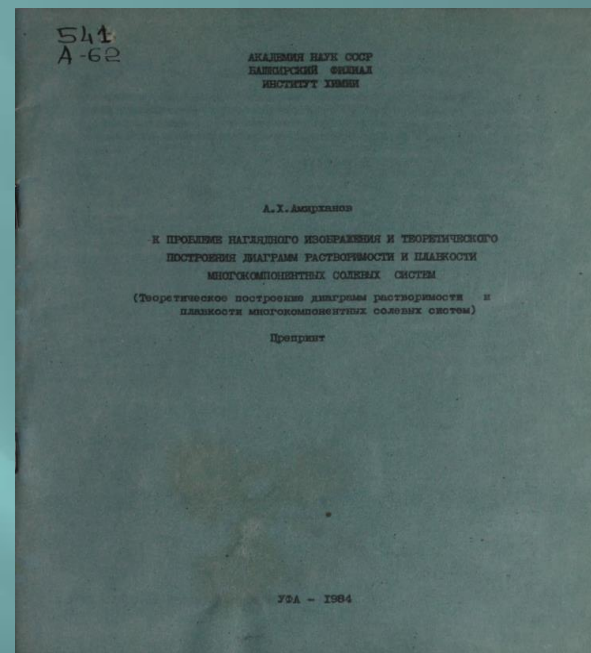 541
А-62
АКАДЕМИЯ НАУК СССР
БАШКИРСКИЙ ФИЛИАЛ
ИНСТИТУТ ХИМИИ
А.Х.Амирханов
К ПРОБЛЕМЕ НАГЛЯДНОГО ИЗОБРАЖЕНИЯ И ТЕОРЕТИЧЕСКОГО
ПОСТРОЕНИЯ ДИАГРАММ РАСТВОРИМОСТИ И ПЛАВКОСТИ
МНОГОКОМПОНЕНТНЫХ СОЛЕВЫХ СИСТЕМ
(Теоретическое построение диаграмм растворимости и
плавкости многокомпонентных солевых систем)
Препринт
УФА - 1984